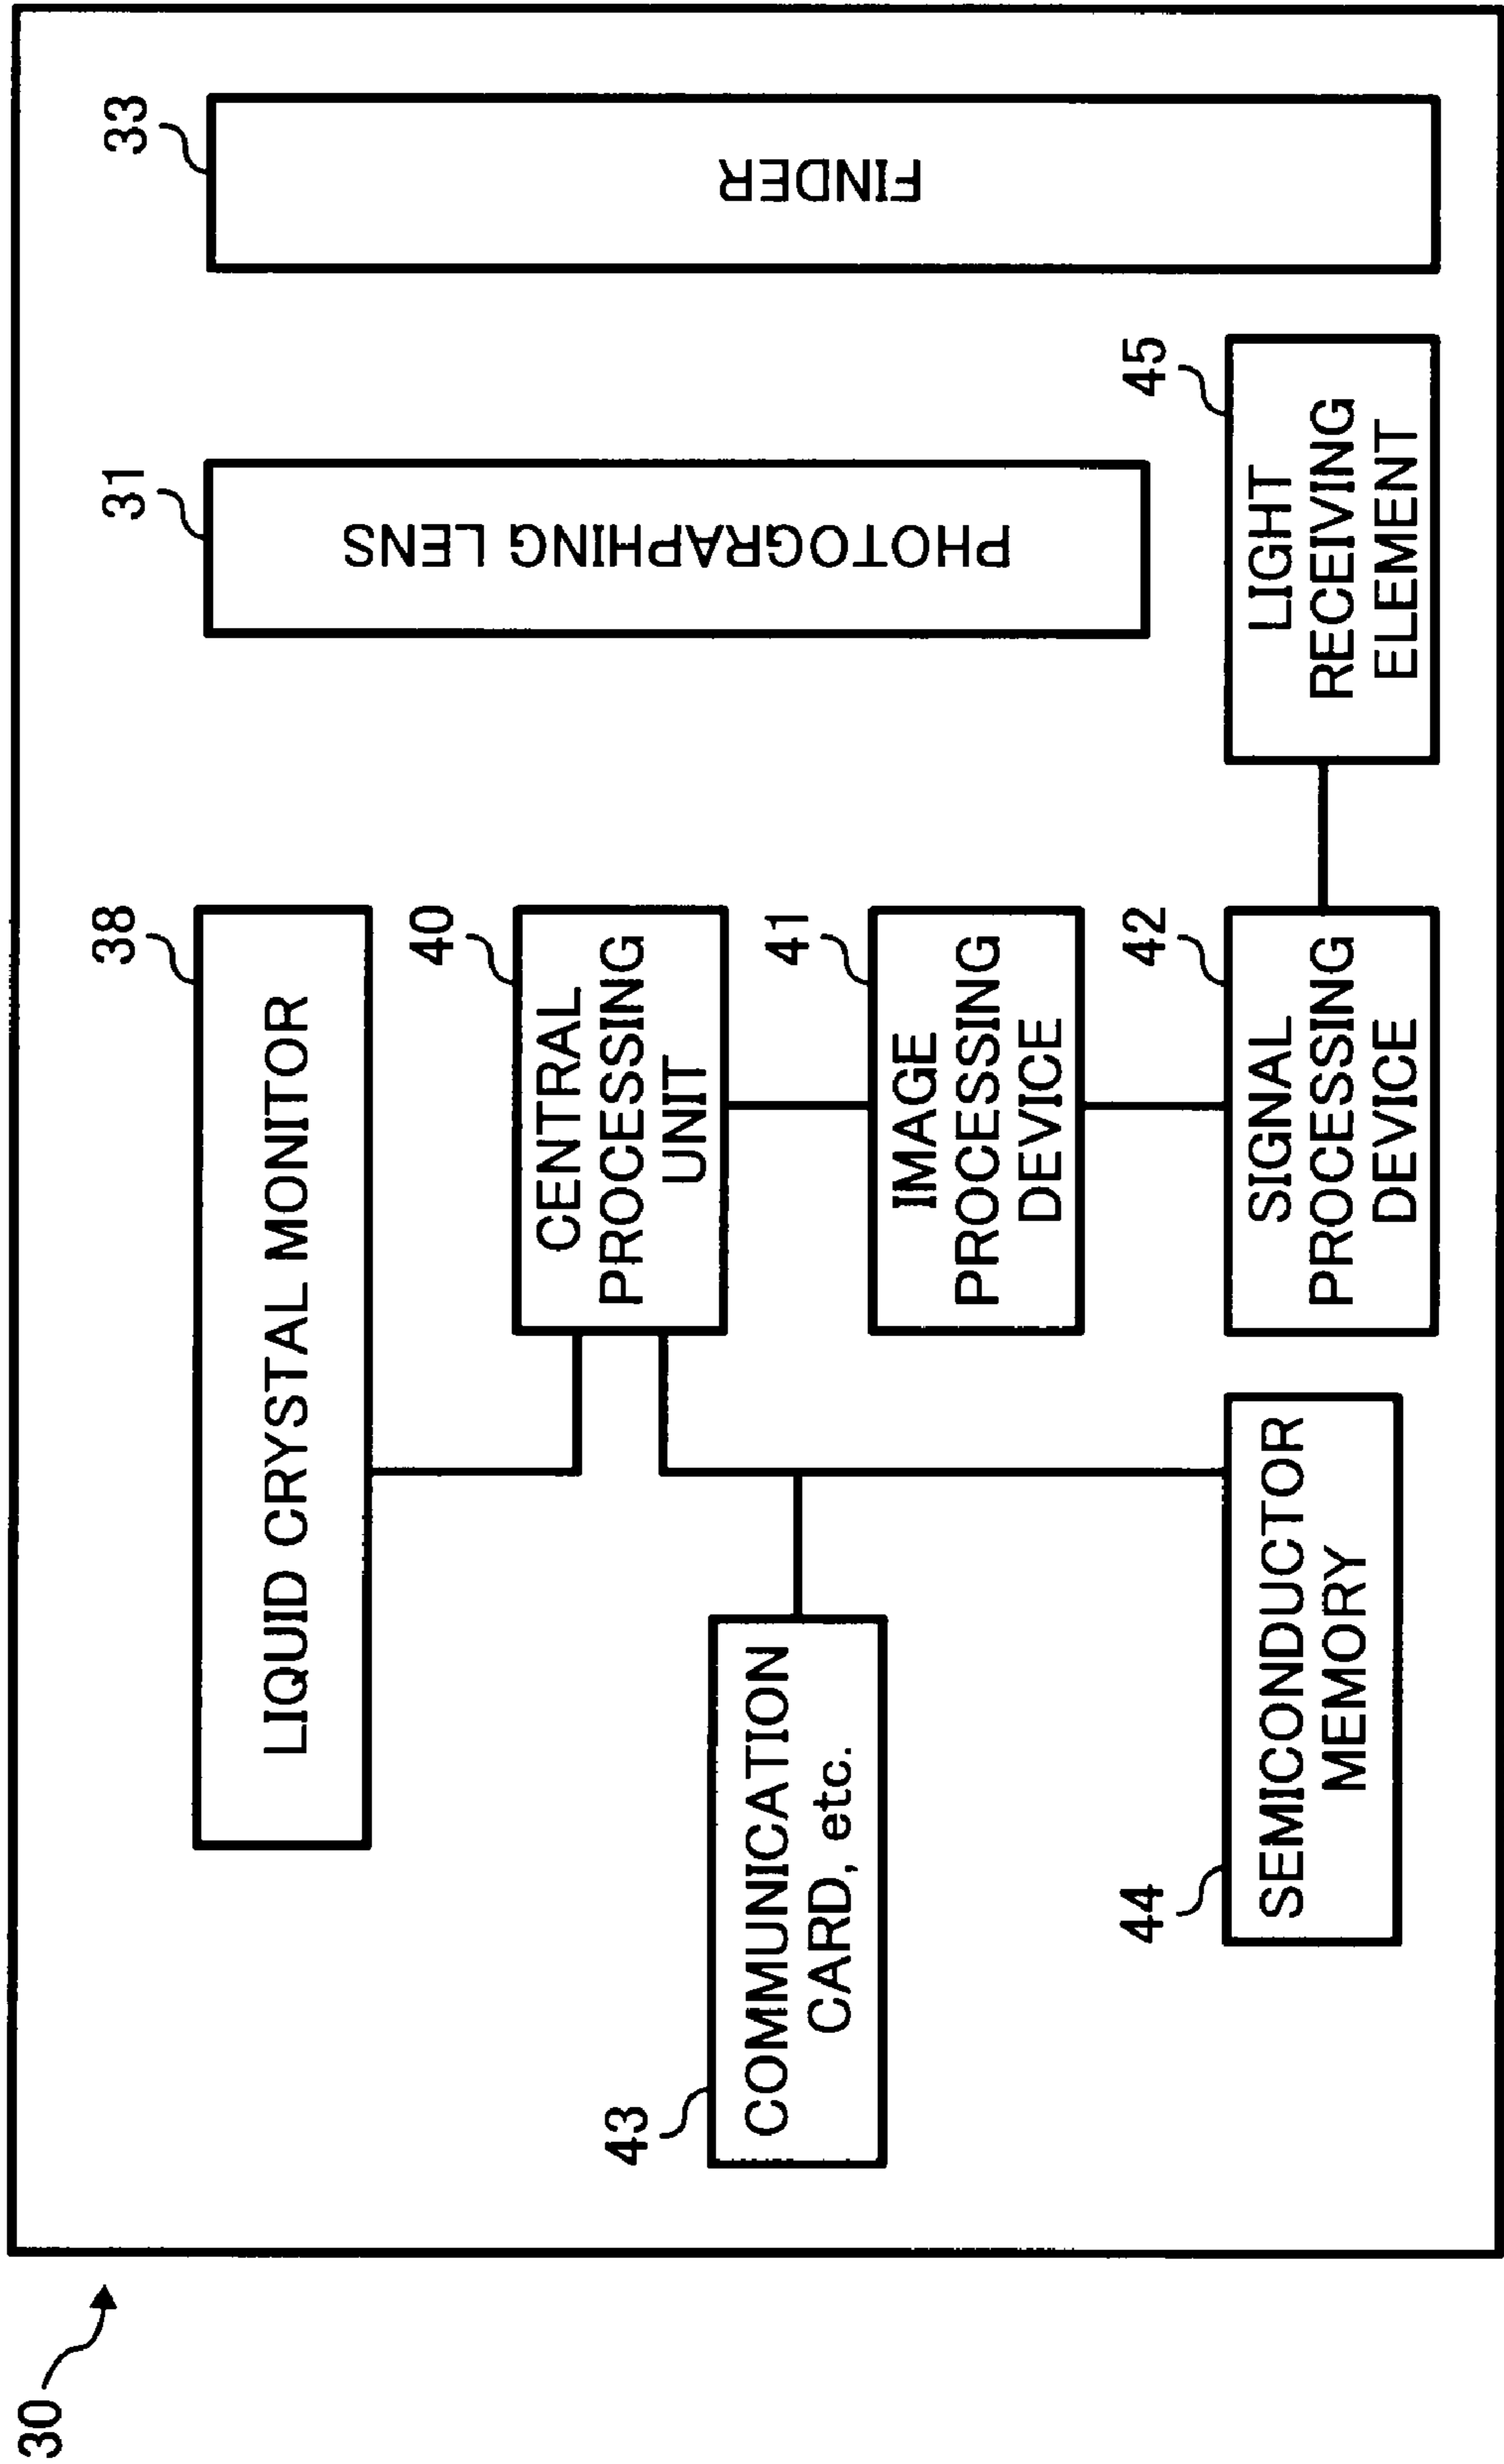 30
38
LIQUID CRYSTAL MONITOR
31
PHOTOGRAPHING LENS
33
FINDER
40
CENTRAL
PROCESSING
UNIT
43
COMMUNICATION
CARD, etc.
41
IMAGE
PROCESSING
DEVICE
44
SEMICONDUCTOR
MEMORY
42
SIGNAL
PROCESSING
DEVICE
45
LIGHT
RECEIVING
ELEMENT